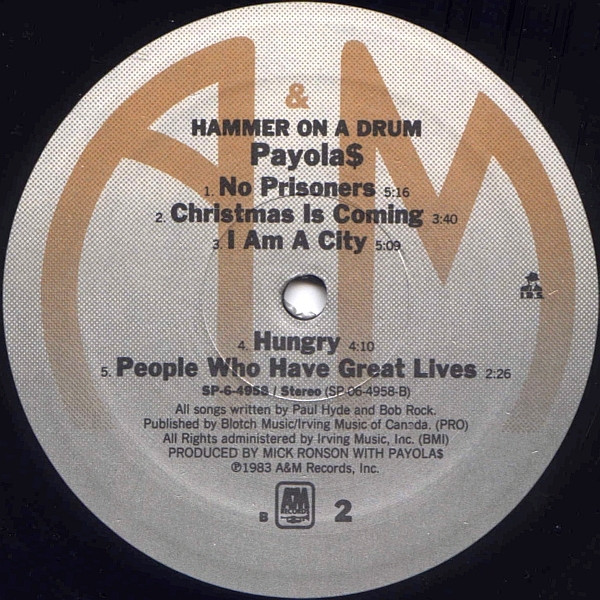 &
HAMMER ON A DRUM
Payola$
1. No Prisoners 5:16
2. Christmas Is Coming 3:40
3. I Am A City 5:09
I.R.S.
4. Hungry 4:10
5. People Who Have Great Lives 2:26
SP-6-4958 / Stereo (SP-06-4958-B)
All songs written by Paul Hyde and Bob Rock.
Published by Blotch Music/Irving Music of Canada. (PRO)
All Rights administered by Irving Music, Inc. (BMI)
PRODUCED BY MICK RONSON WITH PAYOLA$
℗1983 A&M Records, Inc.
B A&M RECORDS 2